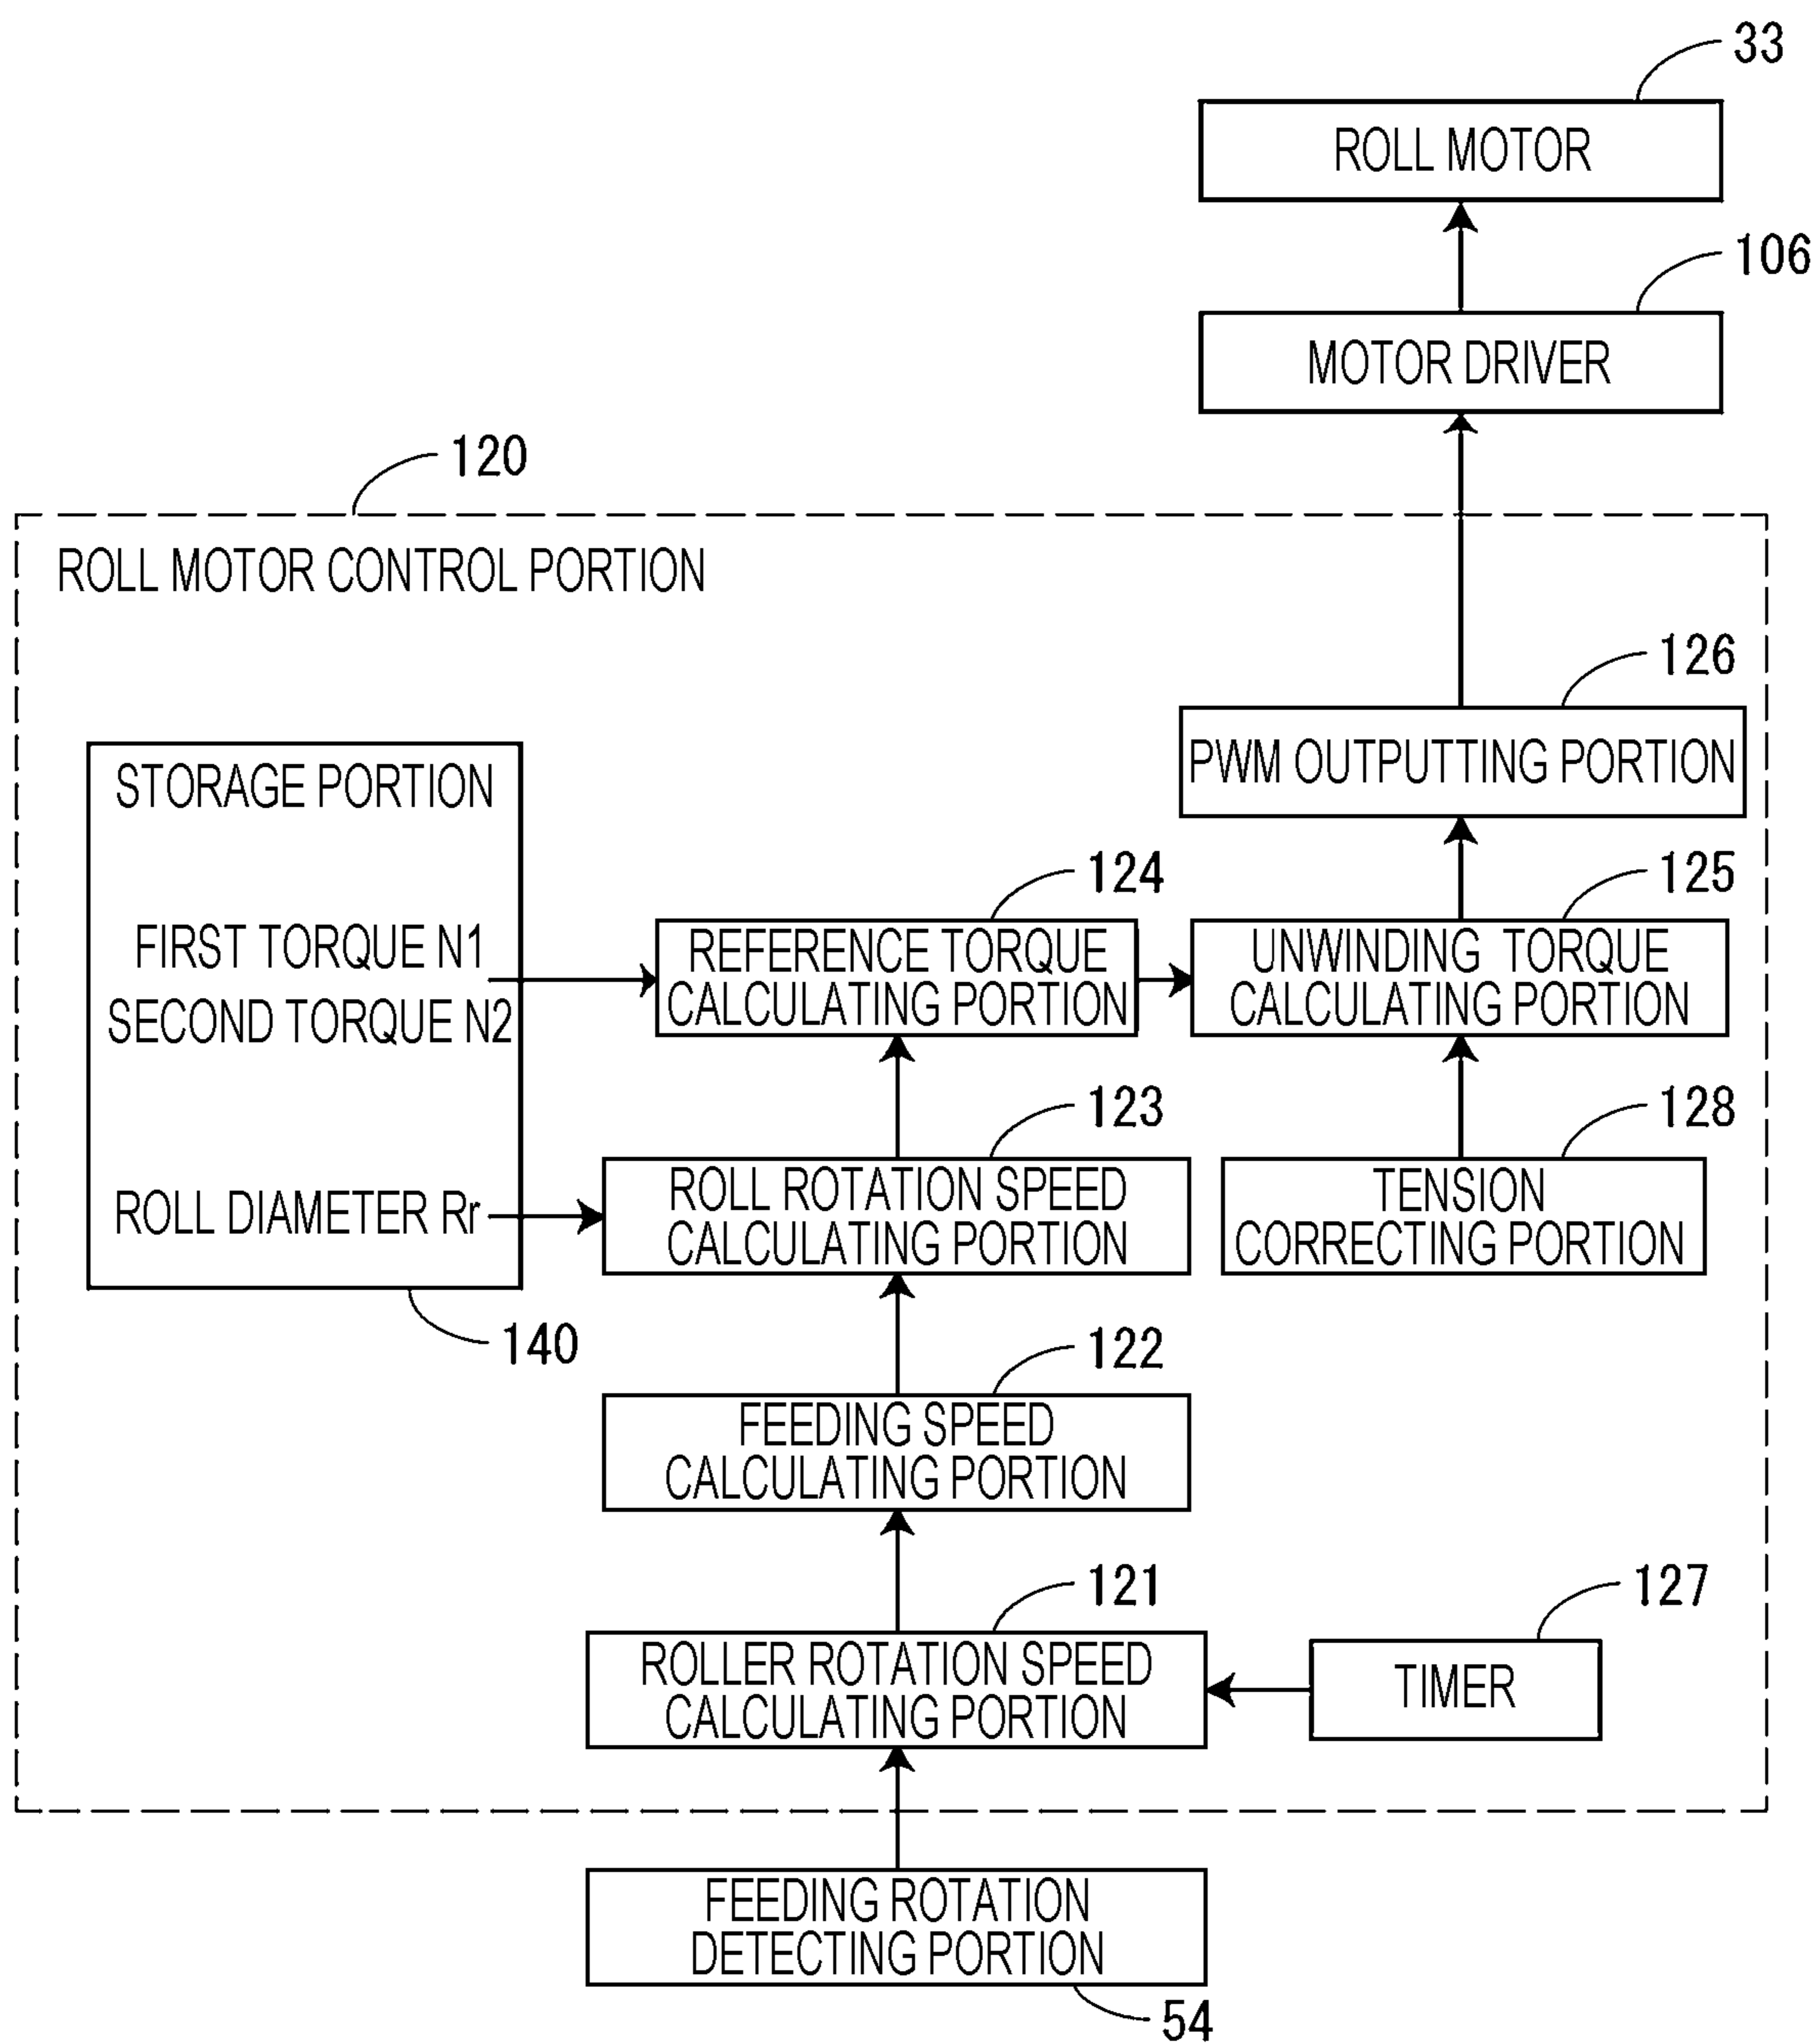 33
ROLL MOTOR
106
MOTOR DRIVER
120
ROLL MOTOR CONTROL PORTION
126
PWM OUTPUTTING PORTION
STORAGE PORTION
FIRST TORQUE N1
SECOND TORQUE N2
ROLL DIAMETER Rr
140
124
REFERENCE TORQUE
CALCULATING PORTION
125
UNWINDING TORQUE
CALCULATING PORTION
123
ROLL ROTATION SPEED
CALCULATING PORTION
128
TENSION
CORRECTING PORTION
122
FEEDING SPEED
CALCULATING PORTION
121
ROLLER ROTATION SPEED
CALCULATING PORTION
127
TIMER
FEEDING ROTATION
DETECTING PORTION
54